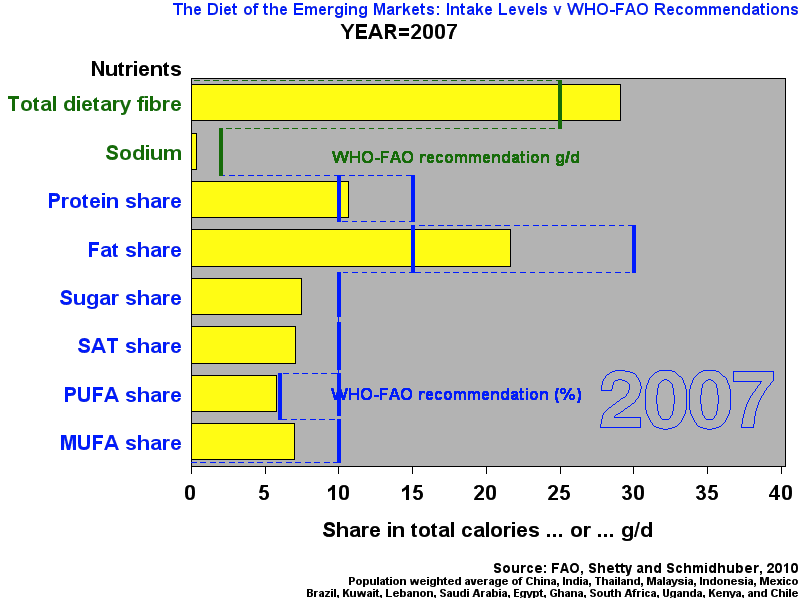 The Diet of the Emerging Markets: Intake Levels v WHO-FAO Recommendations
YEAR=2007
Nutrients
Total dietary fibre
Sodium
WHO-FAO recommendation g/d
Protein share
Fat share
Sugar share
SAT share
PUFA share
WHO-FAO recommendation (%)
2007
MUFA share
0 5 10 15 20 25 30 35 40
Share in total calories ... or ... g/d
Source: FAO, Shetty and Schmidhuber, 2010
Population weighted average of China, India, Thailand, Malaysia, Indonesia, Mexico
Brazil, Kuwait, Lebanon, Saudi Arabia, Egypt, Ghana, South Africa, Uganda, Kenya, and Chile